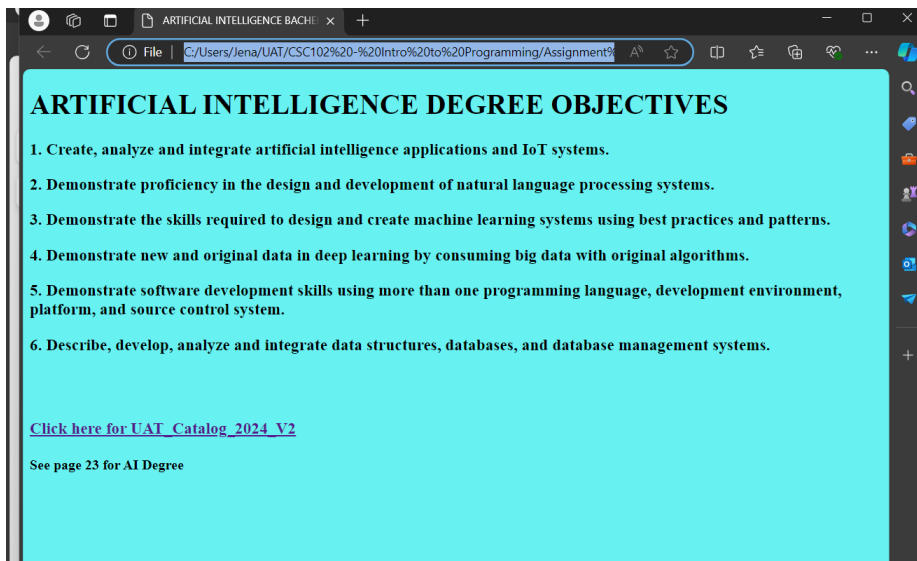 ARTIFICIAL INTELLIGENCE BACHE
File
C:/Users/Jena/UAT/CSC102%20-%20Intro%20to%20Programming/Assignment%
ARTIFICIAL INTELLIGENCE DEGREE OBJECTIVES
1. Create, analyze and integrate artificial intelligence applications and IoT systems.
2. Demonstrate proficiency in the design and development of natural language processing systems.
3. Demonstrate the skills required to design and create machine learning systems using best practices and patterns.
4. Demonstrate new and original data in deep learning by consuming big data with original algorithms.
5. Demonstrate software development skills using more than one programming language, development environment,
platform, and source control system.
6. Describe, develop, analyze and integrate data structures, databases, and database management systems.
Click here for UAT_Catalog_2024_V2
See page 23 for AI Degree